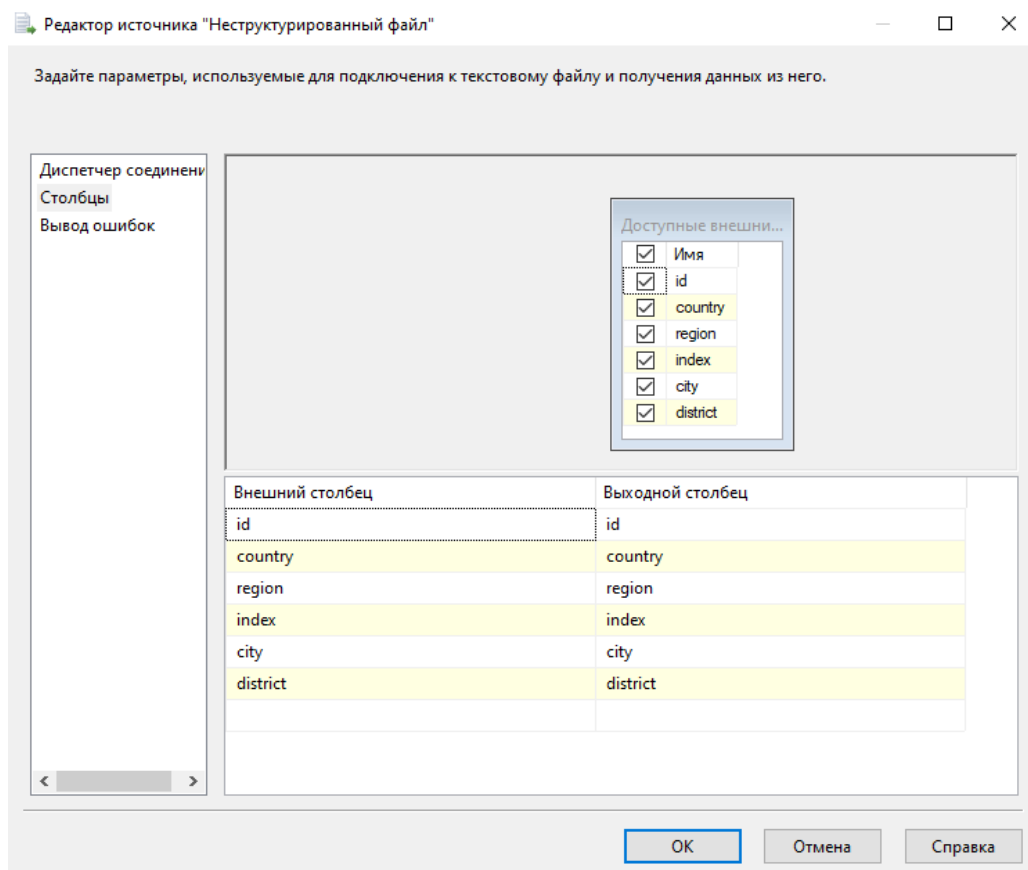 Редактор источника "Неструктурированный файл"
Задайте параметры, используемые для подключения к текстовому файлу и получения данных из него.
Диспетчер соединени
Столбцы
Вывод ошибок
Доступные внешни...
Имя
id
country
region
index
city
district
Внешний столбец Выходной столбец
id id
country country
region region
index index
city city
district district
OK Отмена Справка